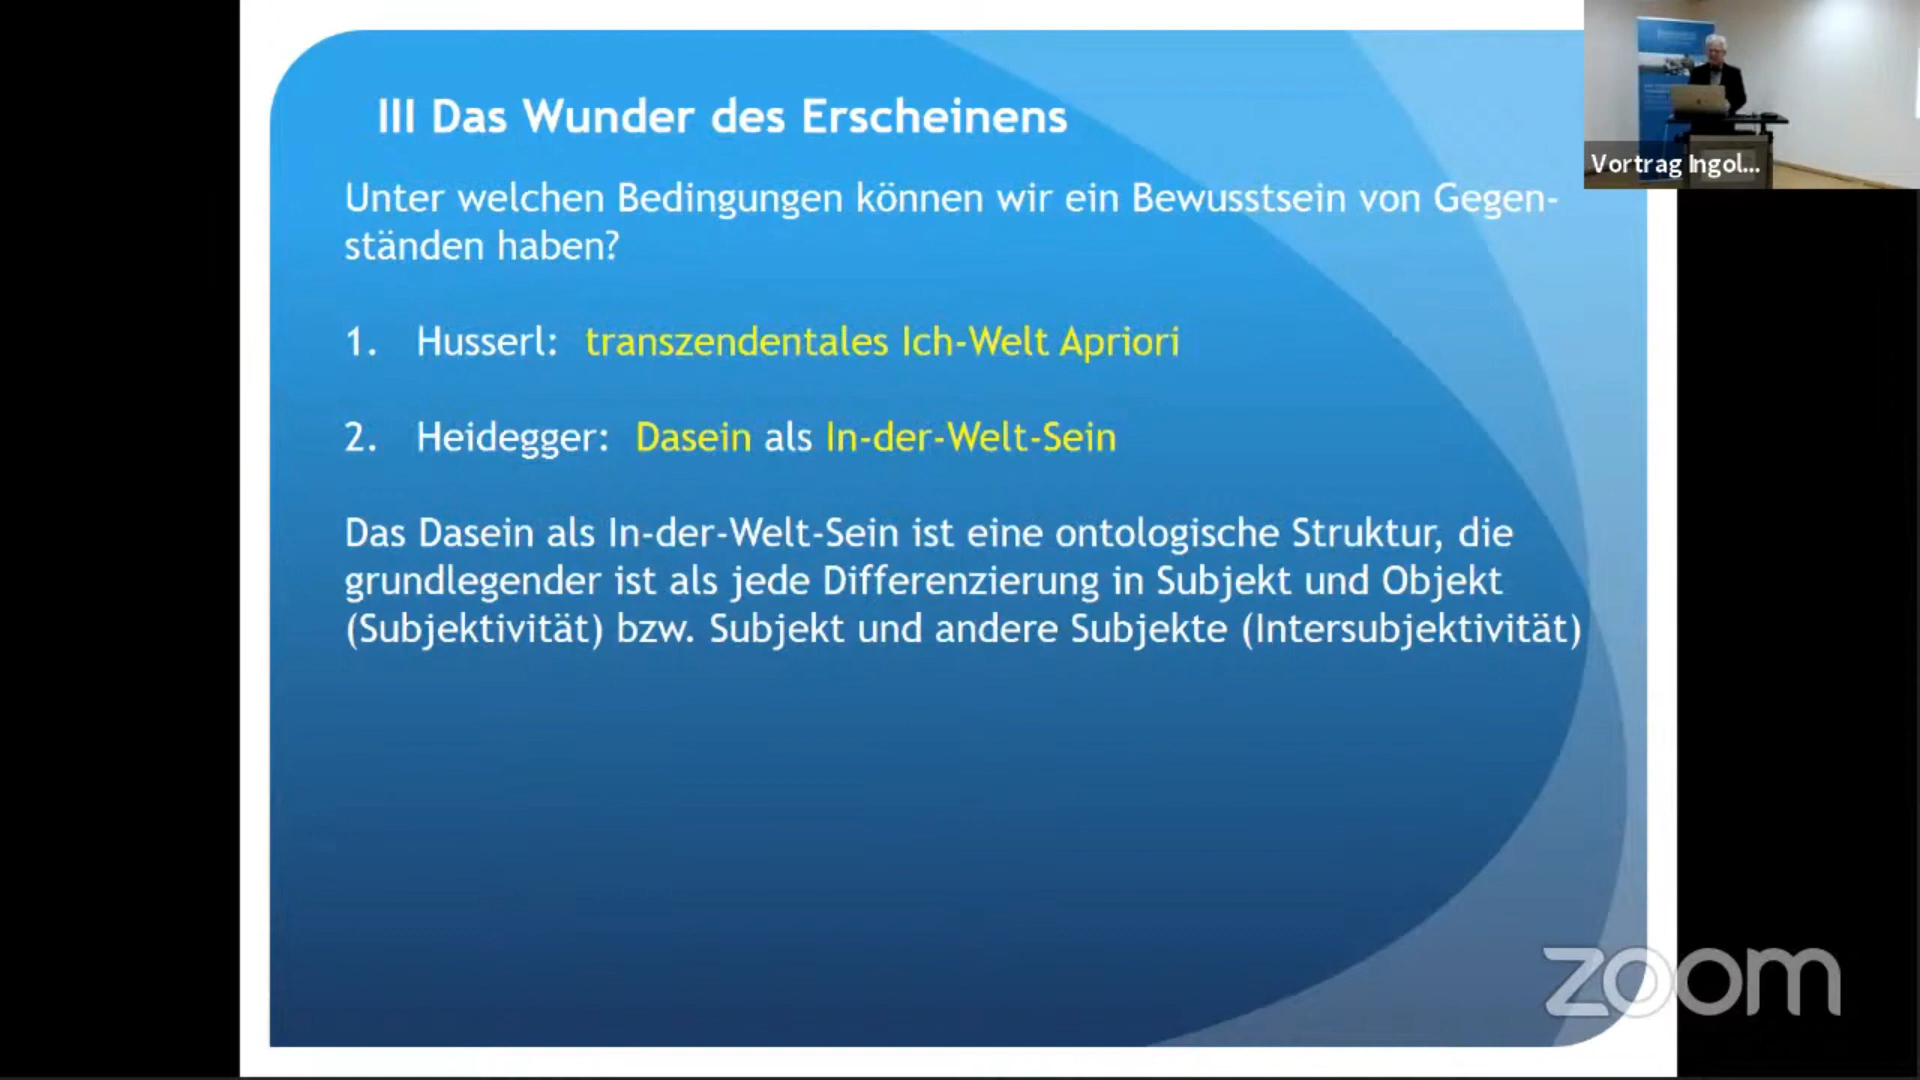 III Das Wunder des Erscheinens
Unter welchen Bedingungen können wir ein Bewusstsein von Gegen-
ständen haben?
1. Husserl: transzendentales Ich-Welt Apriori
2. Heidegger: Dasein als In-der-Welt-Sein
Das Dasein als In-der-Welt-Sein ist eine ontologische Struktur, die
grundlegender ist als jede Differenzierung in Subjekt und Objekt
(Subjektivität) bzw. Subjekt und andere Subjekte (Intersubjektivität)
Vortrag Ingol...
zoom